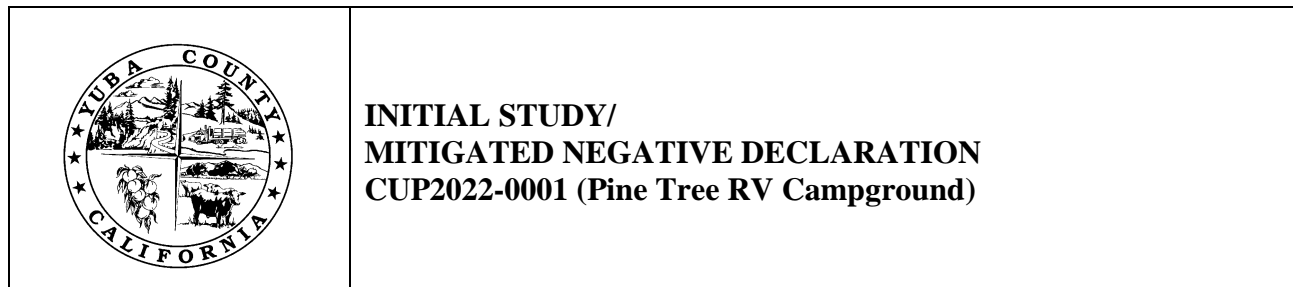 YUBA COUNTY
CALIFORNIA
INITIAL STUDY/
MITIGATED NEGATIVE DECLARATION
CUP2022-0001 (Pine Tree RV Campground)